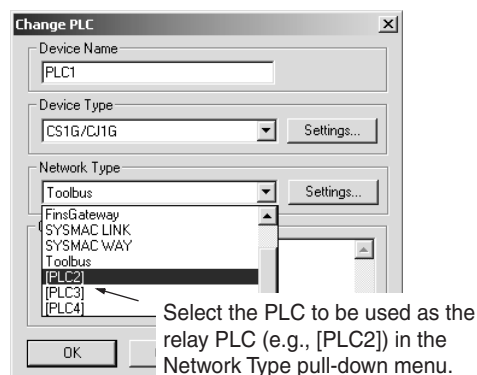 Change PLC
Device Name
PLC1
Device Type
CS1G/CJ1G
Settings...
Network Type
Toolbus
Settings...
FinsGateway
SYSMAC LINK
SYSMAC WAY
Toolbus
[PLC2]
[PLC3]
[PLC4]
Select the PLC to be used as the
relay PLC (e.g., [PLC2]) in the
Network Type pull-down menu.
OK